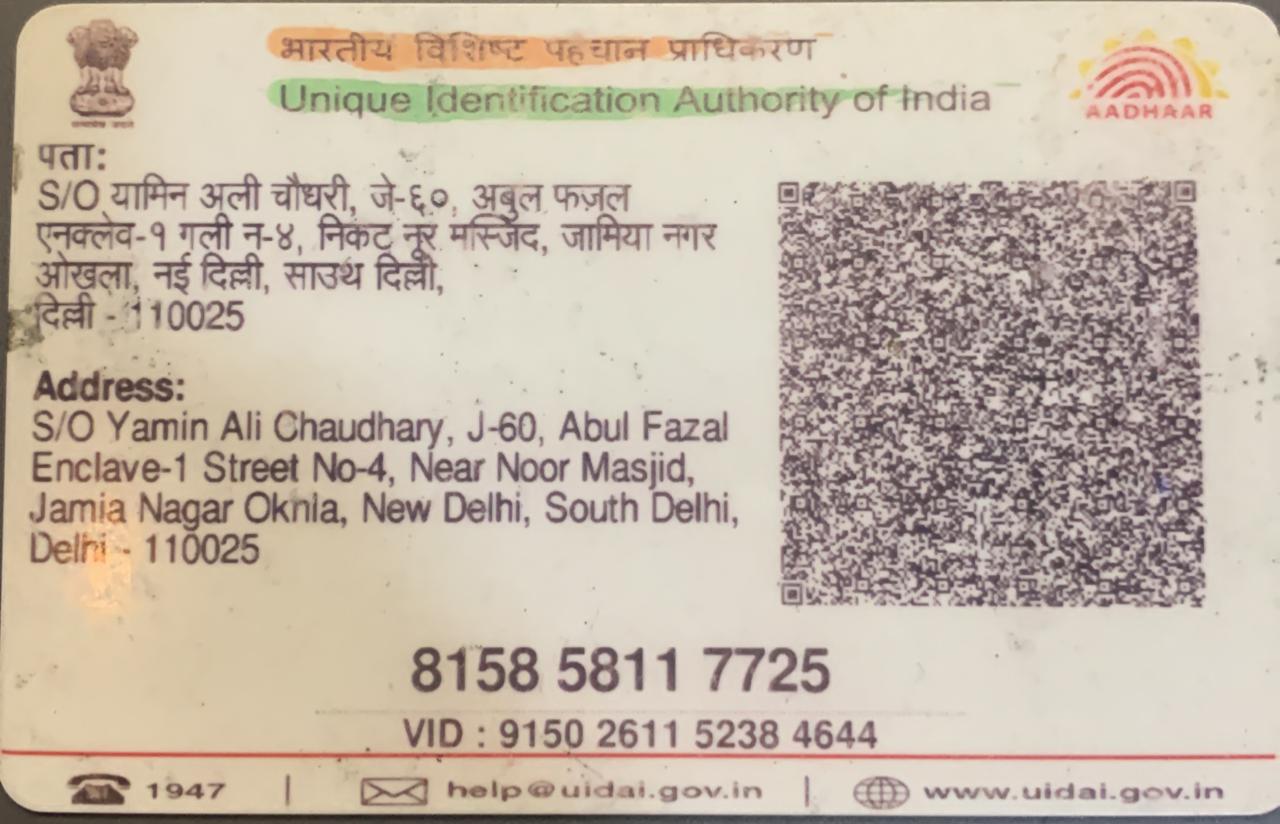 भारतीय विशिष्ट पहचान प्राधिकरण
Unique Identification Authority of India
AADHAAR
पता:
S/O यामिन अली चौधरी, जे-६०, अबुल फज़ल
एनक्लेव-१ गली न-४, निकट नूर मस्जिद, जामिया नगर
ओखला, नई दिल्ली, साउथ दिल्ली,
दिल्ली - 110025
Address:
S/O Yamin Ali Chaudhary, J-60, Abul Fazal
Enclave-1 Street No-4, Near Noor Masjid,
Jamia Nagar Okhla, New Delhi, South Delhi,
Delhi - 110025
8158 5811 7725
VID : 9150 2611 5238 4644
1947 | help@uidai.gov.in | www.uidai.gov.in